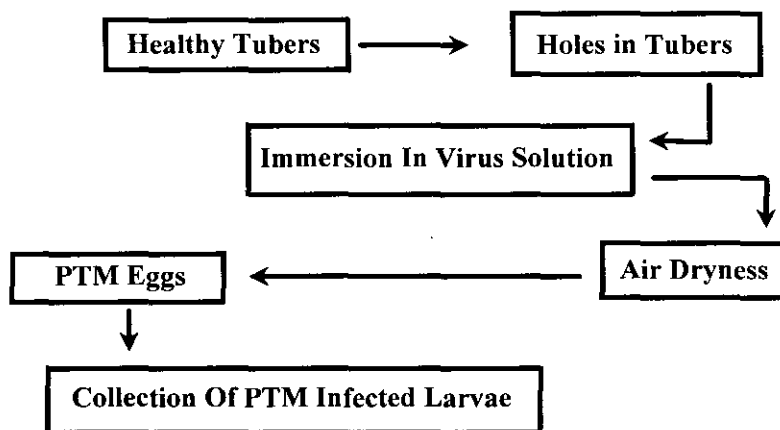 Healthy Tubers
Holes in Tubers
Immersion In Virus Solution
Air Dryness
PTM Eggs
Collection Of PTM Infected Larvae